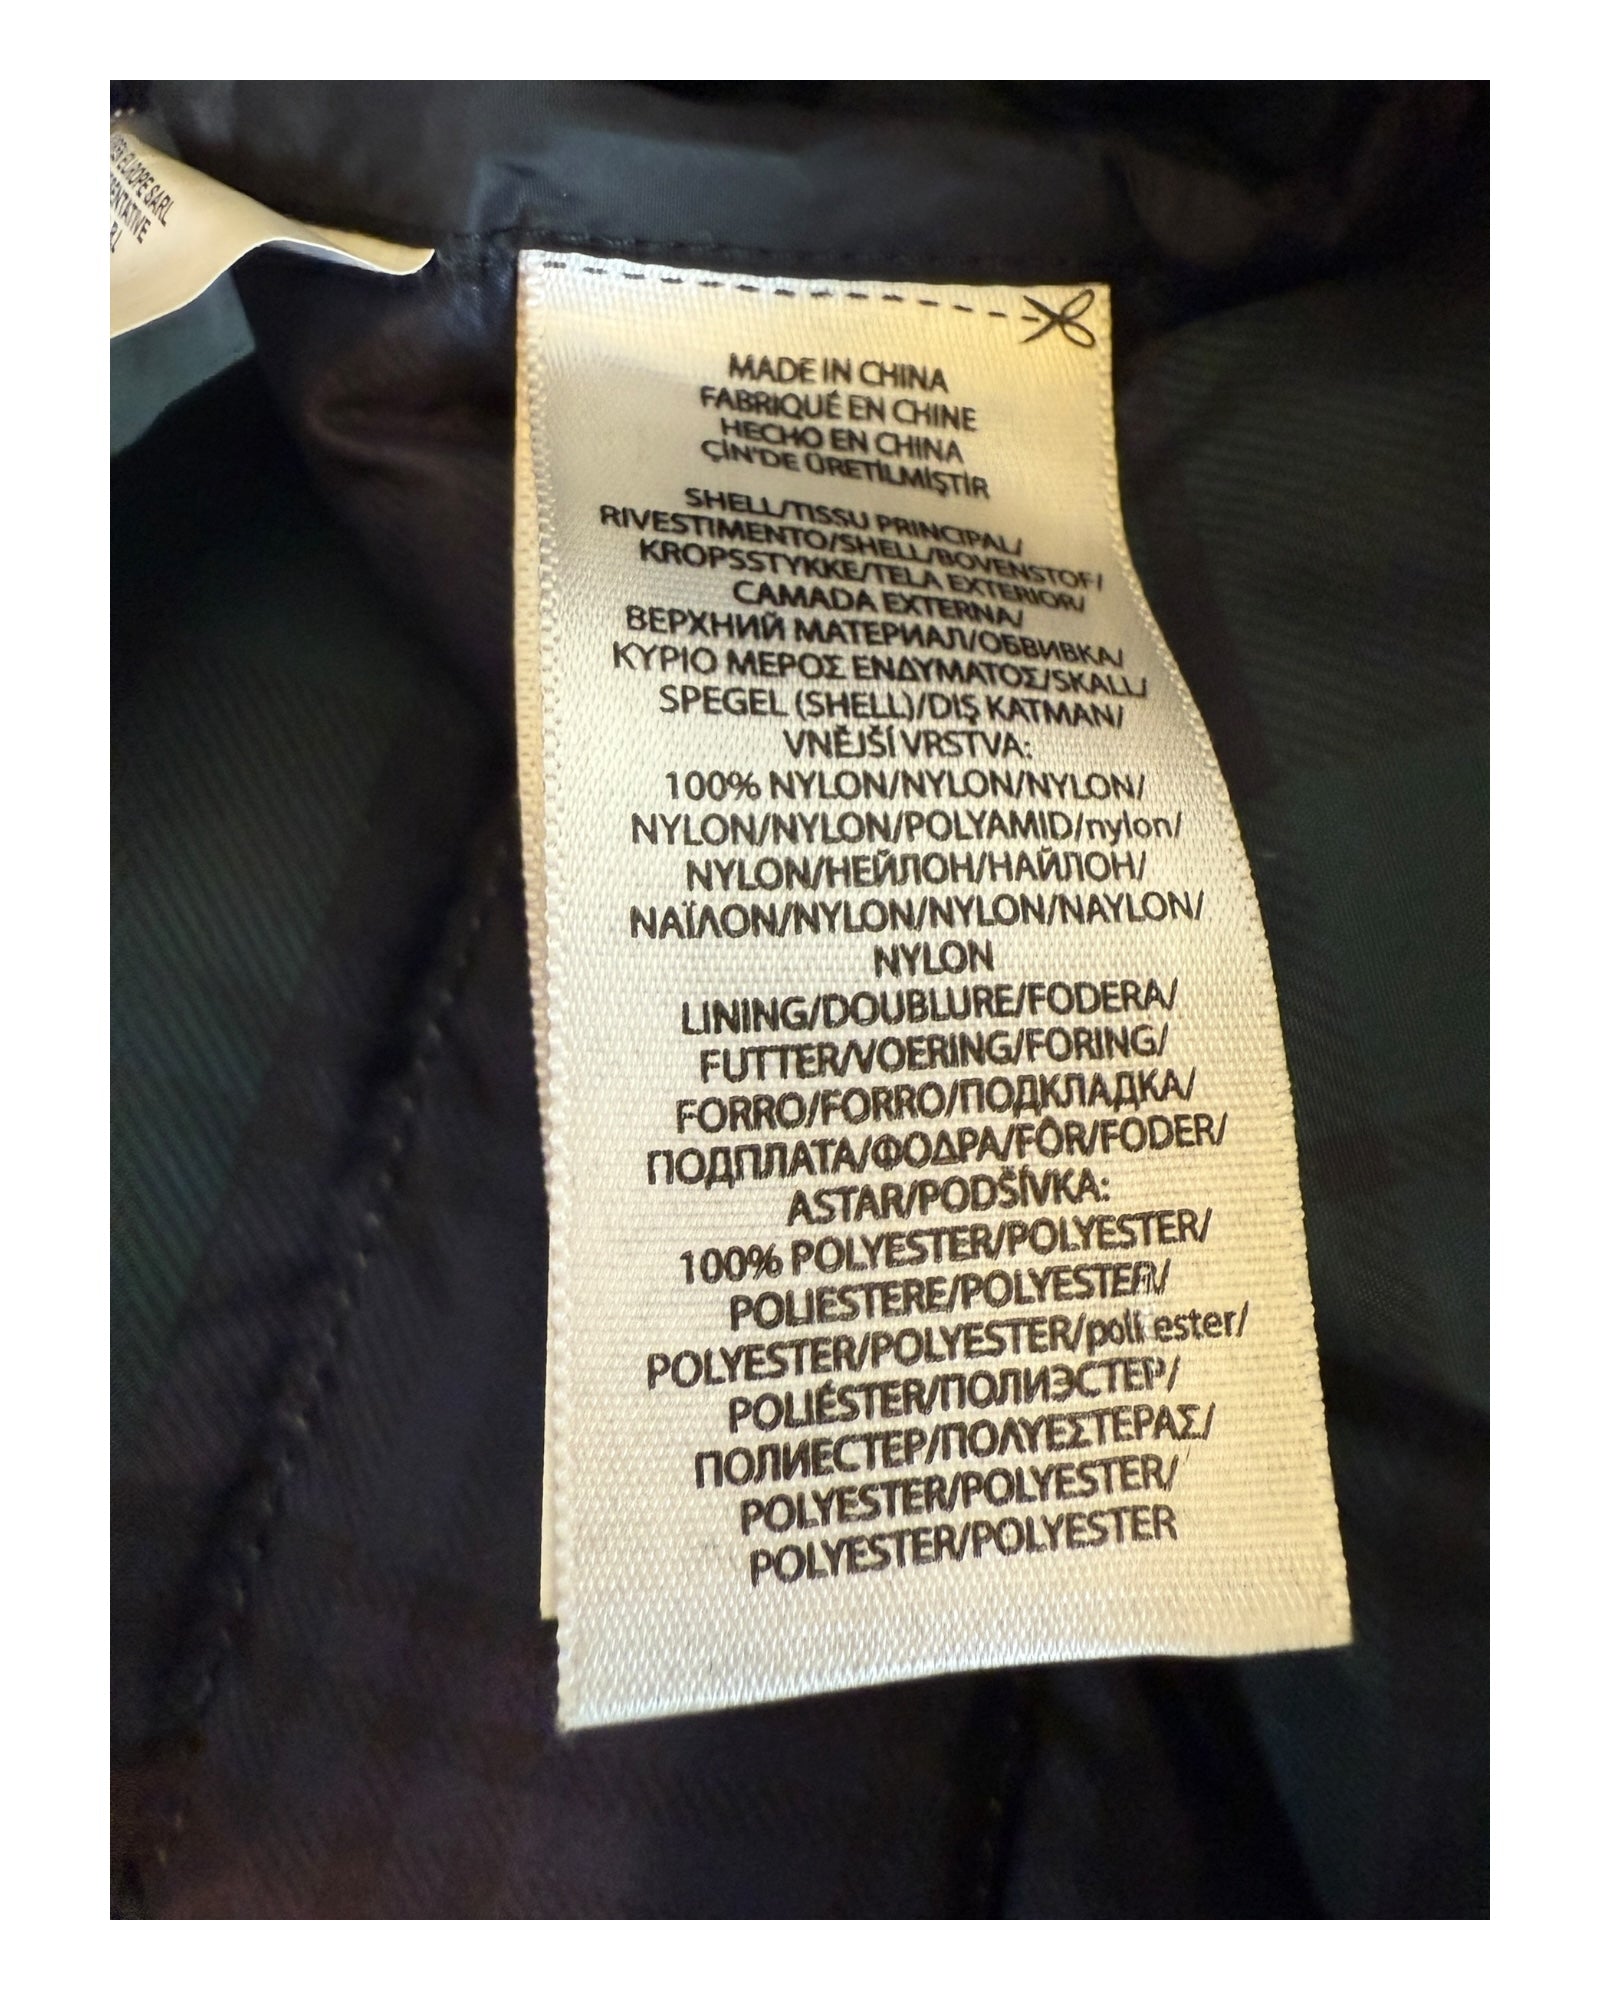 EUROPE SARL
MADE IN CHINA
FABRIQUÉ EN CHINE
HECHO EN CHINA
ÇİN'DE ÜRETİLMİŞTİR
SHELL/TISSU PRINCIPAL/
RIVESTIMENTO/SHELL/BOVENSTOF/
KROPSSTYKKE/TELA EXTERIOR/
CAMADA EXTERNA/
ВЕРХНИЙ МАТЕРИАЛ/ОБВИВКА/
ΚΥΡΙΟ ΜΕΡΟΣ ΕΝΔΥΜΑΤΟΣ/SKALL/
SPEGEL (SHELL)/DIŞ KATMAN/
VNĚJŠÍ VRSTVA:
100% NYLON/NYLON/NYLON/
NYLON/NYLON/POLYAMID/nylon/
NYLON/НЕЙЛОН/НАЙЛОН/
ΝΑΪΛΟΝ/NYLON/NYLON/NAYLON/
NYLON
LINING/DOUBLURE/FODERA/
FUTTER/VOERING/FORING/
FORRO/FORRO/ПОДКЛАДКА/
ПОДПЛАТА/ΦΟΔΡΑ/FÔR/FODER/
ASTAR/PODŠÍVKA:
100% POLYESTER/POLYESTER/
POLIESTERE/POLYESTER/
POLYESTER/POLYESTER/poliester/
POLIÉSTER/ПОЛИЭСТЕР/
ПОЛИЕСТЕР/ΠΟΛΥΕΣΤΕΡΑΣ/
POLYESTER/POLYESTER/
POLYESTER/POLYESTER